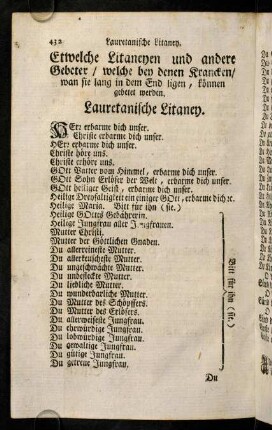 432 Lauretanische Litaney.
Etwelche Litaneyen und andere
Gebeter / welche bey denen Krancken/
wan sie lang in dem End ligen, können
gebetet werden.
Lauretanische Litaney.
HErr erbarme dich unser.
Christe erbarme dich unser.
HErr erbarme dich unser.
Christe höre uns.
Christe erhöre uns.
GOtt Vatter vom Himmel, erbarme dich unser.
GOtt Sohn Erlöser der Welt, erbarme dich unser.
GOtt heiliger Geist, erbarme dich unser.
Heilige Dreyfaltigkeit ein einiger GOtt, erbarme dich ꝛc.
Heilige Maria. Bitt für ihn (sie.)
Heilige GOttes Gebährerin.
Heilige Jungfrau aller Jungfrauen.
Mutter Christi.
Mutter der Göttlichen Gnaden.
Du allerreineste Mutter.
Du allerkeuscheste Mutter.
Du ungeschwächte Mutter.
Du unbefleckte Mutter.
Du liebliche Mutter.
Du wunderbarliche Mutter.
Du Mutter des Schöpffers.
Du Mutter des Erlösers.
Du allerweiseste Jungfrau.
Du ehrwürdige Jungfrau.
Du lobwürdige Jungfrau.
Du gewaltige Jungfrau.
Du gütige Jungfrau.
Du getreue Jungfrau.
Bitt für ihn (sie.)
Du